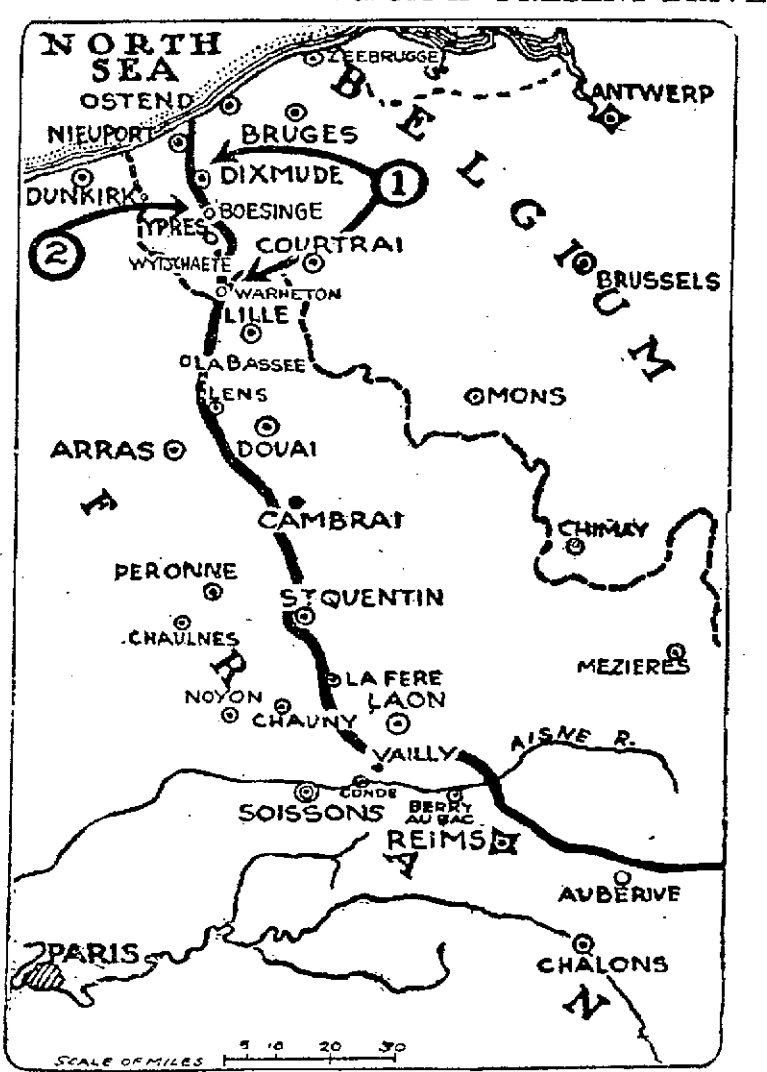 NORTH
SEA
ZEEBRUGGE
OSTEND
BELGIUM
ANTWERP
NIEUPORT
BRUGES
DUNKIRK
DIXMUDE
1
BOESINGE
2
YPRES
COURTRAI
WYTSCHAETE
BRUSSELS
WARNETON
LILLE
LA BASSEE
LENS
MONS
ARRAS
DOUAI
F R A N
CAMBRAI
CHIMAY
PERONNE
ST QUENTIN
CHAULNES
MEZIERES
LA FERE
NOYON
LAON
CHAUNY
VAILLY
AISNE R.
CONDE
SOISSONS
BERRY
AU BAC
REIMS
AUBERIVE
PARIS
CHALONS
SCALE OF MILES 5 10 20 30